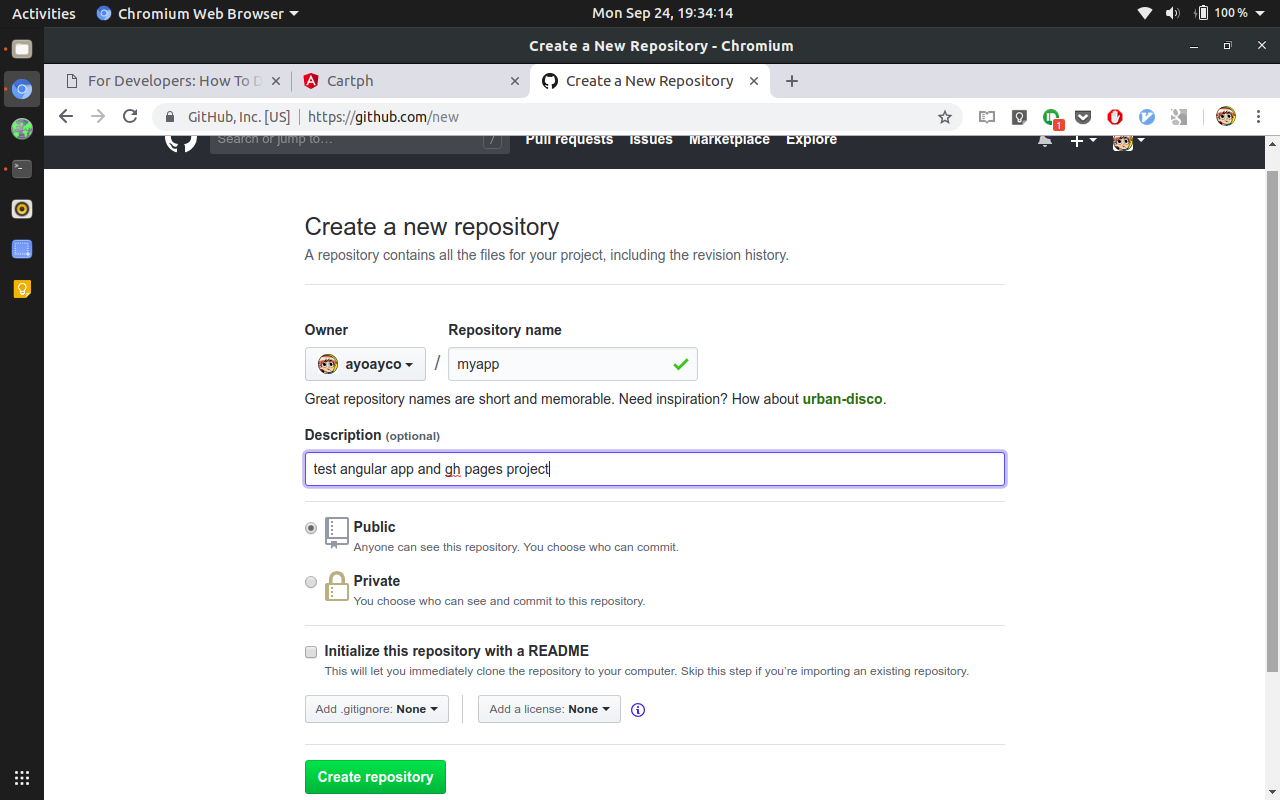 Activities Chromium Web Browser Mon Sep 24, 19:34:14 100 %
Create a New Repository - Chromium
For Developers: How To D Cartph Create a New Repository
GitHub, Inc. [US] https://github.com/new 1
Search or jump to… / Pull requests Issues Marketplace Explore
Create a new repository
A repository contains all the files for your project, including the revision history.
Owner Repository name
ayoayco / myapp
Great repository names are short and memorable. Need inspiration? How about urban-disco.
Description (optional)
test angular app and gh pages project
Public
Anyone can see this repository. You choose who can commit.
Private
You choose who can see and commit to this repository.
Initialize this repository with a README
This will let you immediately clone the repository to your computer. Skip this step if you’re importing an existing repository.
Add .gitignore: None Add a license: None
Create repository